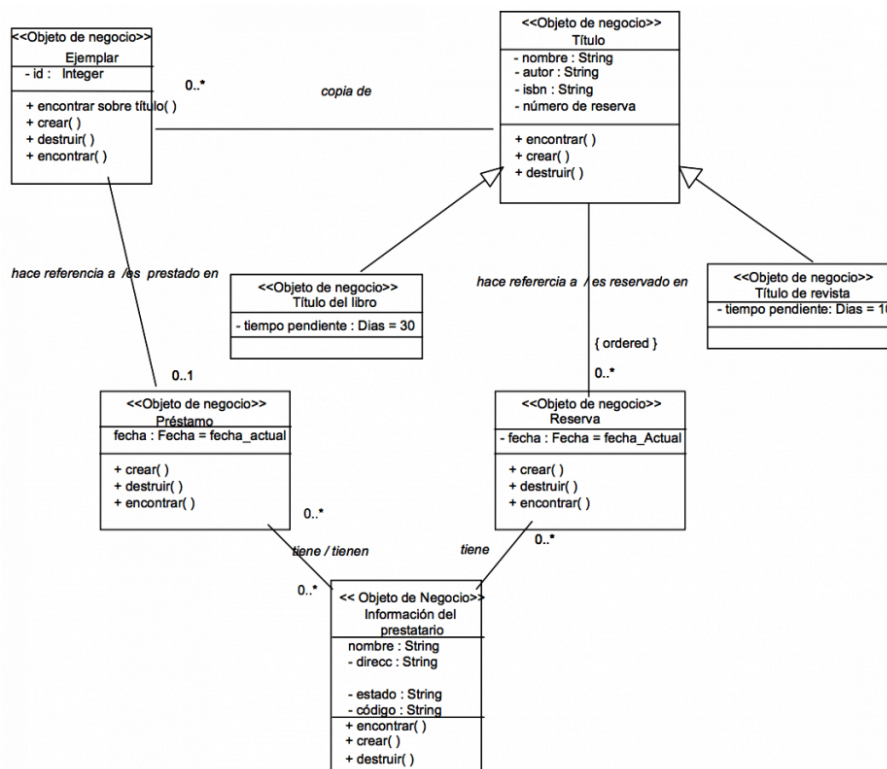 <<Objeto de negocio>>
Ejemplar
- id : Integer
+ encontrar sobre título( )
+ crear( )
+ destruir( )
+ encontrar( )
0..*
copia de
<<Objeto de negocio>>
Título
- nombre : String
- autor : String
- isbn : String
- número de reserva
+ encontrar( )
+ crear( )
+ destruir( )
hace referencia a /es prestado en
<<Objeto de negocio>>
Título del libro
- tiempo pendiente : Dias = 30
hace referencia a / es reservado en
<<Objeto de negocio>>
Título de revista
- tiempo pendiente: Dias = 10
{ ordered }
0..1
0..*
<<Objeto de negocio>>
Préstamo
fecha : Fecha = fecha_actual
+ crear( )
+ destruir( )
+ encontrar( )
<<Objeto de negocio>>
Reserva
- fecha : Fecha = fecha_Actual
+ crear( )
+ destruir( )
+ encontrar( )
0..*
tiene / tienen
0..*
tiene
0..*
<< Objeto de Negocio>>
Información del
prestatario
nombre : String
- direcc : String
- estado : String
- código : String
+ encontrar( )
+ crear( )
+ destruir( )